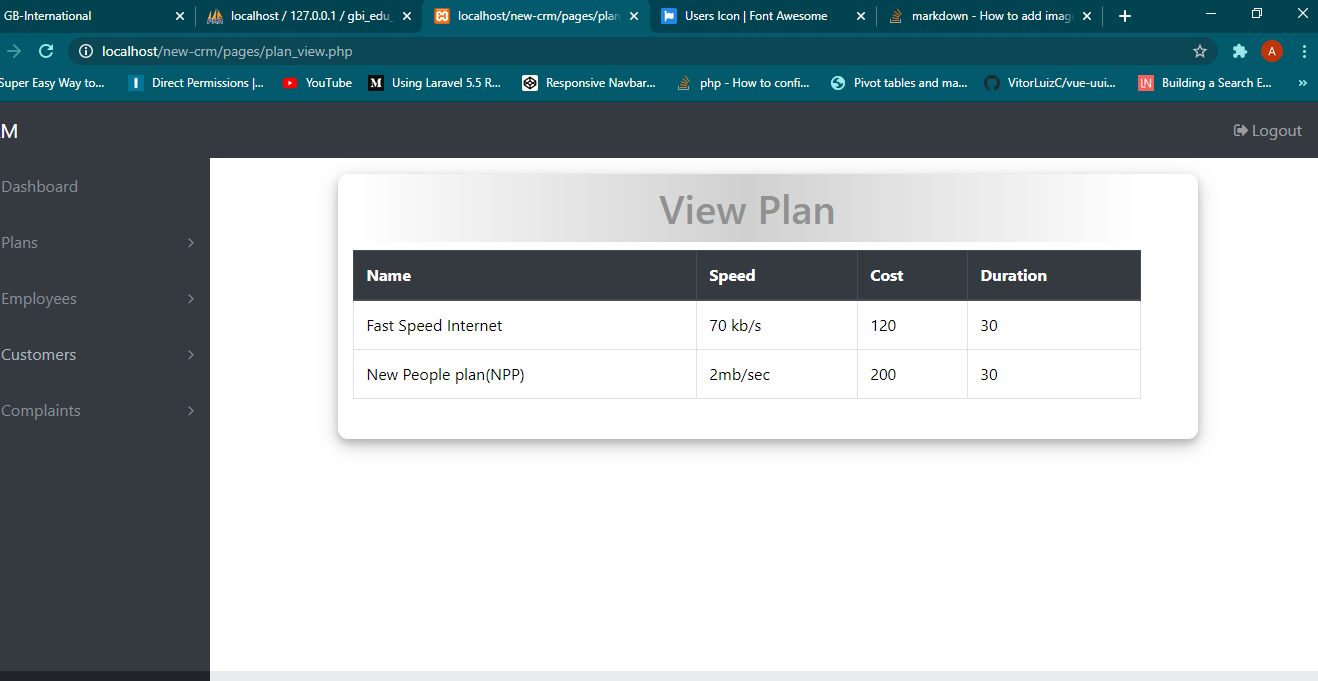 GB-International
localhost / 127.0.0.1 / gbi_edu_
localhost/new-crm/pages/plan
Users Icon | Font Awesome
markdown - How to add imag
localhost/new-crm/pages/plan_view.php
A
Super Easy Way to...
Direct Permissions |...
YouTube
Using Laravel 5.5 R...
Responsive Navbar...
php - How to confi...
Pivot tables and ma...
VitorLuizC/vue-uui...
Building a Search E...
M
Logout
Dashboard
Plans
Employees
Customers
Complaints
View Plan
Name Speed Cost Duration
Fast Speed Internet 70 kb/s 120 30
New People plan(NPP) 2mb/sec 200 30